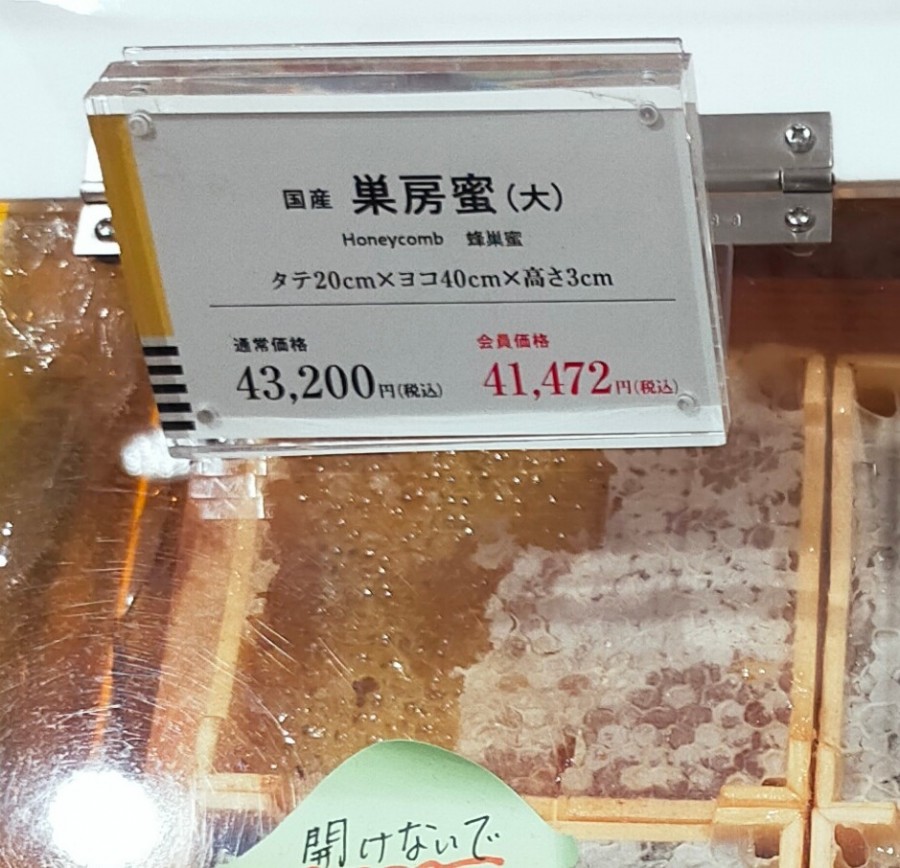 国産 巣房蜜(大)
Honeycomb 蜂巣蜜
タテ20cm×ヨコ40cm×高さ3cm
通常価格 会員価格
43,200円(税込) 41,472円(税込)
開けないで